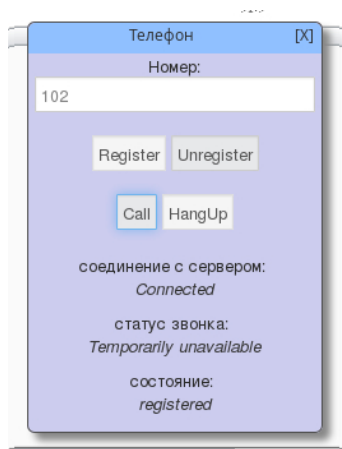 Телефон [X]
Номер:
102
Register Unregister
Call HangUp
соединение с сервером:
Connected
статус звонка:
Temporarily unavailable
состояние:
registered